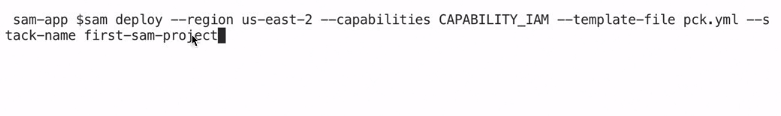 sam-app $sam deploy --region us-east-2 --capabilities CAPABILITY_IAM --template-file pck.yml --s
tack-name first-sam-project